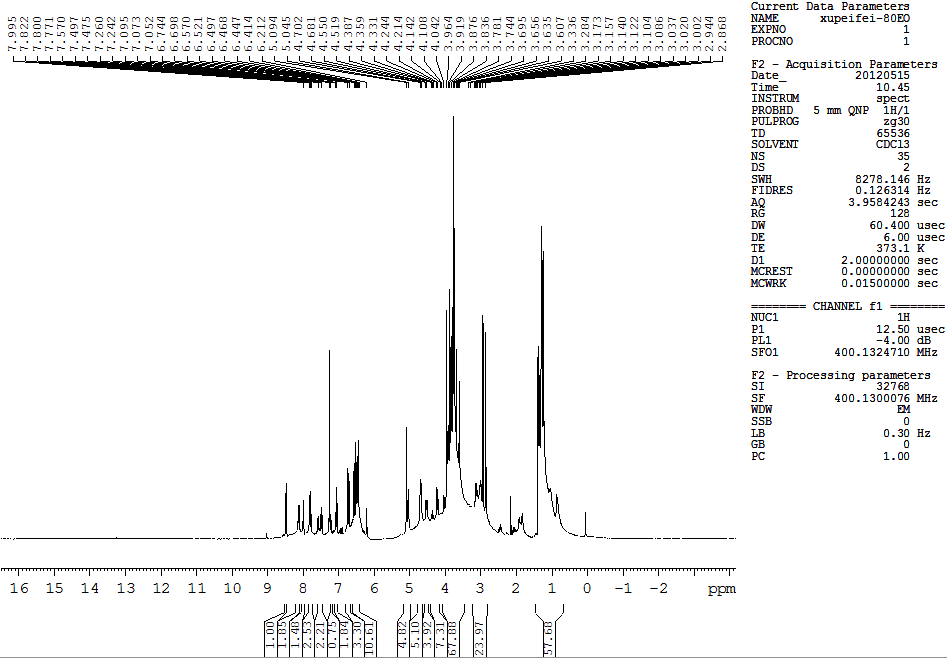 7.995
7.822
7.800
7.771
7.570
7.497
7.475
7.260
7.242
7.095
7.073
7.052
6.744
6.698
6.570
6.521
6.497
6.468
6.447
6.414
6.212
5.094
5.045
4.702
4.681
4.550
4.519
4.387
4.359
4.331
4.244
4.214
4.142
4.108
4.042
3.964
3.919
3.876
3.836
3.781
3.744
3.695
3.656
3.635
3.607
3.336
3.284
3.173
3.157
3.140
3.122
3.104
3.086
3.037
3.020
3.002
2.944
2.868
Current Data Parameters
NAME xupeifei-80EO
EXPNO 1
PROCNO 1
F2 - Acquisition Parameters
Date_ 20120515
Time 10.45
INSTRUM spect
PROBHD 5 mm QNP 1H/1
PULPROG zg30
TD 65536
SOLVENT CDCl3
NS 35
DS 2
SWH 8278.146 Hz
FIDRES 0.126314 Hz
AQ 3.9584243 sec
RG 128
DW 60.400 usec
DE 6.00 usec
TE 373.1 K
D1 2.00000000 sec
MCREST 0.00000000 sec
MCWRK 0.01500000 sec
======== CHANNEL f1 ========
NUC1 1H
P1 12.50 usec
PL1 -4.00 dB
SFO1 400.1324710 MHz
F2 - Processing parameters
SI 32768
SF 400.1300076 MHz
WDW EM
SSB 0
LB 0.30 Hz
GB 0
PC 1.00
16 15 14 13 12 11 10 9 8 7 6 5 4 3 2 1 0 -1 -2 ppm
1.00
1.85
1.48
2.53
2.21
0.75
1.84
3.30
10.61
4.82
5.10
3.92
7.31
67.88
23.97
57.68